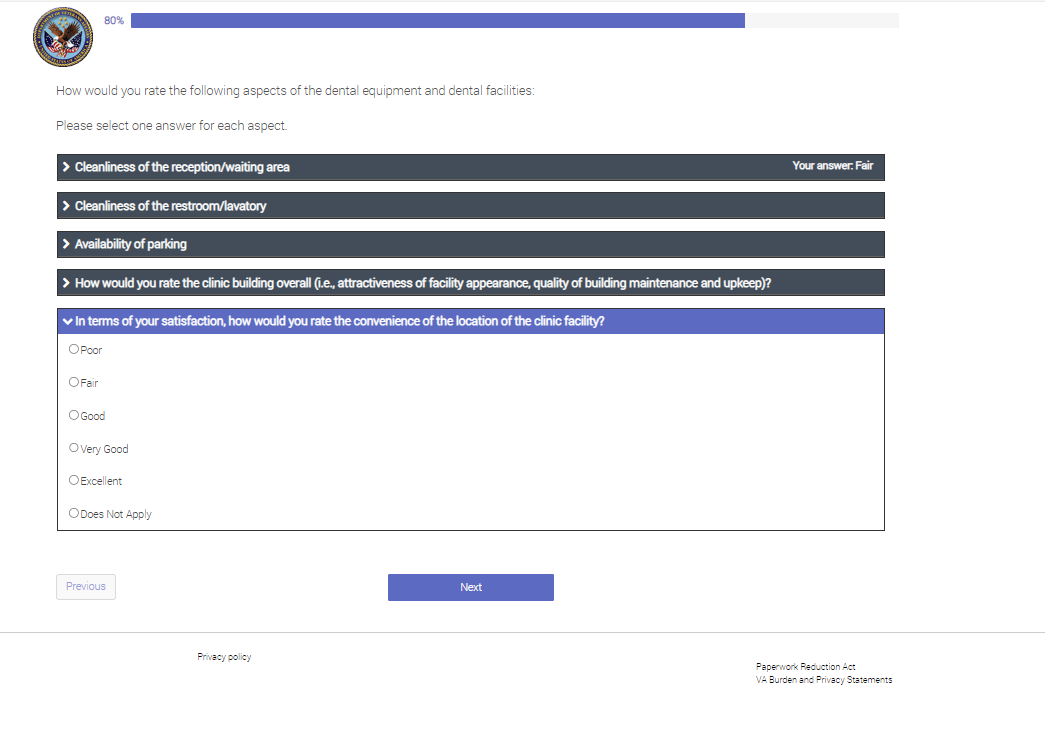 80%
How would you rate the following aspects of the dental equipment and dental facilities:
Please select one answer for each aspect.
Cleanliness of the reception/waiting area Your answer: Fair
Cleanliness of the restroom/lavatory
Availability of parking
How would you rate the clinic building overall (i.e., attractiveness of facility appearance, quality of building maintenance and upkeep)?
In terms of your satisfaction, how would you rate the convenience of the location of the clinic facility?
Poor
Fair
Good
Very Good
Excellent
Does Not Apply
Previous Next
Privacy policy
Paperwork Reduction Act
VA Burden and Privacy Statements